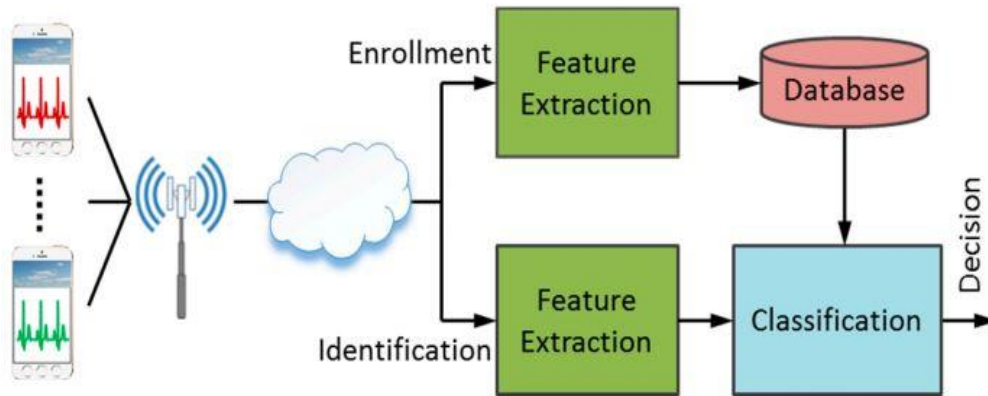 Enrollment
Feature
Extraction
Database
Identification
Feature
Extraction
Classification
Decision